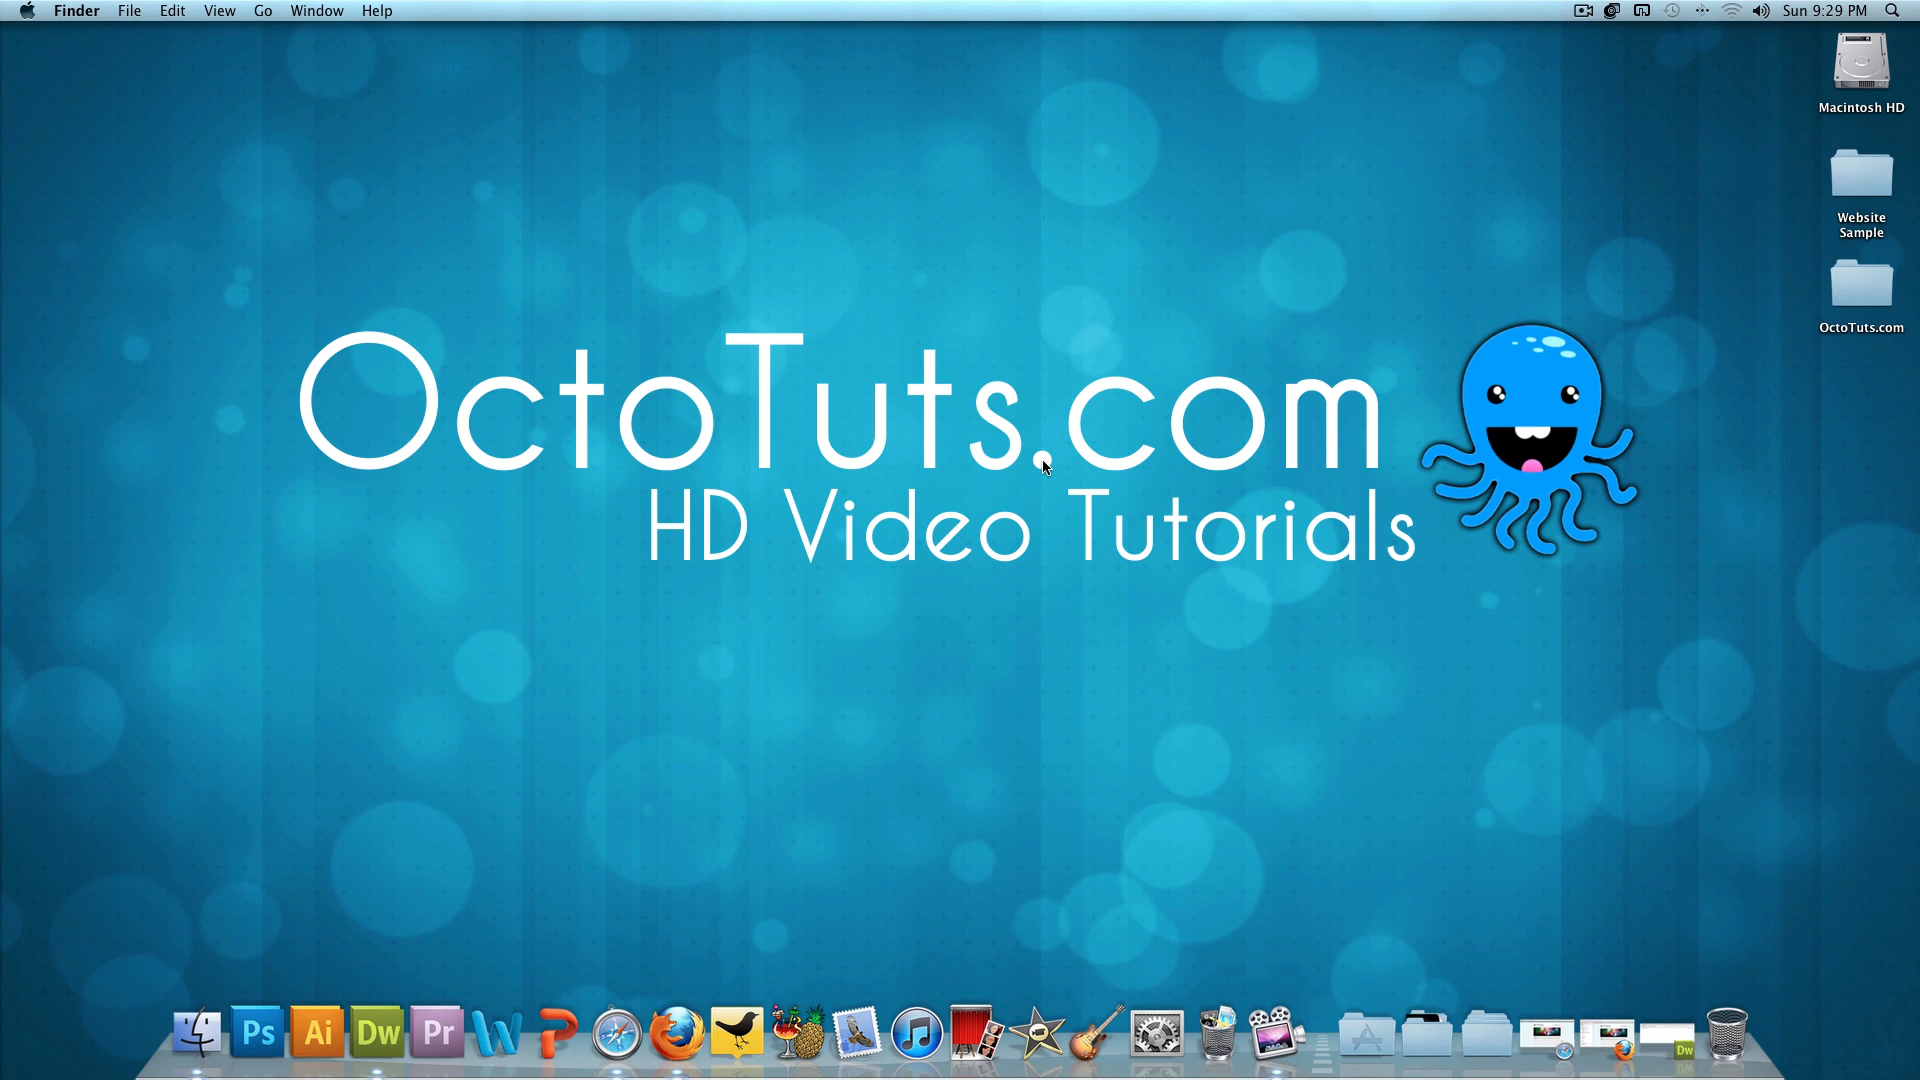 Finder File Edit View Go Window Help Sun 9:29 PM
Macintosh HD
Website
Sample
OctoTuts.com
OctoTuts.com
HD Video Tutorials
Ps Ai Dw Pr W P Dw